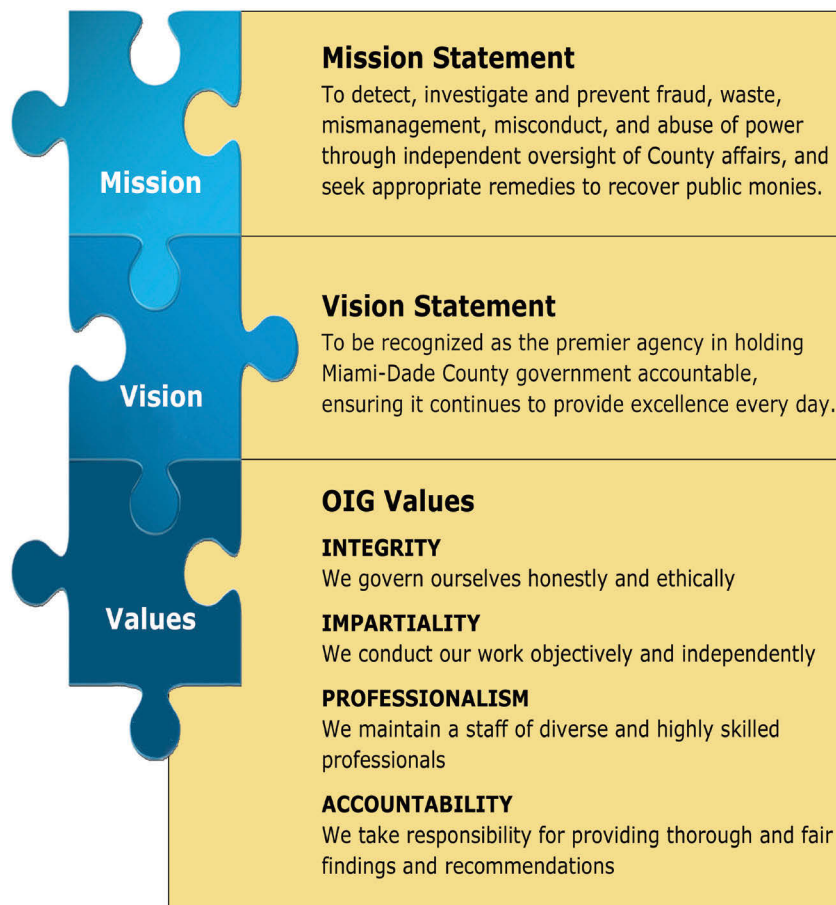 Mission
Mission Statement
To detect, investigate and prevent fraud, waste,
mismanagement, misconduct, and abuse of power
through independent oversight of County affairs, and
seek appropriate remedies to recover public monies.
Vision
Vision Statement
To be recognized as the premier agency in holding
Miami-Dade County government accountable,
ensuring it continues to provide excellence every day.
Values
OIG Values
INTEGRITY
We govern ourselves honestly and ethically
IMPARTIALITY
We conduct our work objectively and independently
PROFESSIONALISM
We maintain a staff of diverse and highly skilled
professionals
ACCOUNTABILITY
We take responsibility for providing thorough and fair
findings and recommendations